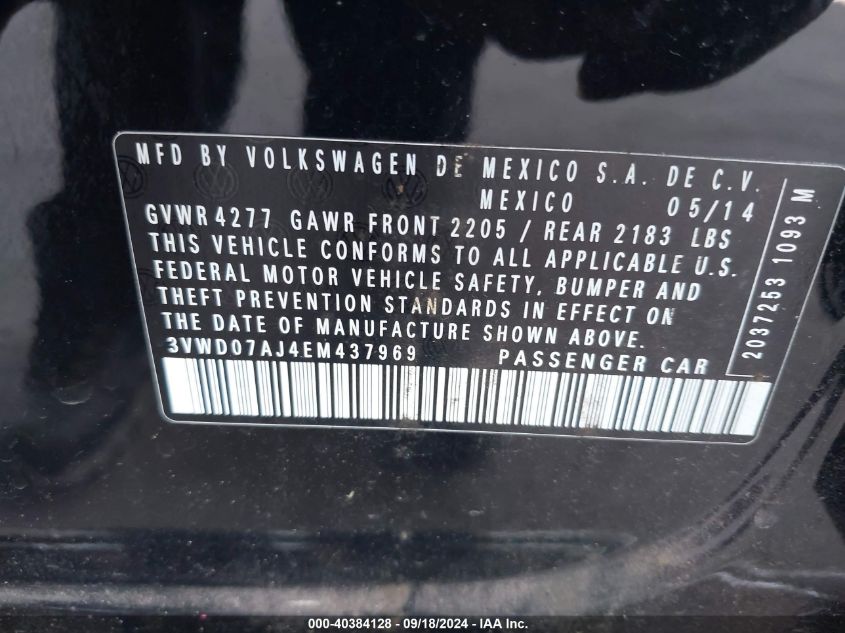 MFD BY VOLKSWAGEN DE MEXICO S.A. DE C.V.
MEXICO 05/14
GVWR 4277 GAWR FRONT 2205 / REAR 2183 LBS
THIS VEHICLE CONFORMS TO ALL APPLICABLE U.S.
FEDERAL MOTOR VEHICLE SAFETY, BUMPER AND
THEFT PREVENTION STANDARDS IN EFFECT ON
THE DATE OF MANUFACTURE SHOWN ABOVE.
3VWD07AJ4EM437969 PASSENGER CAR
2037253 1093 M
000-40384128 - 09/18/2024 - IAA Inc.